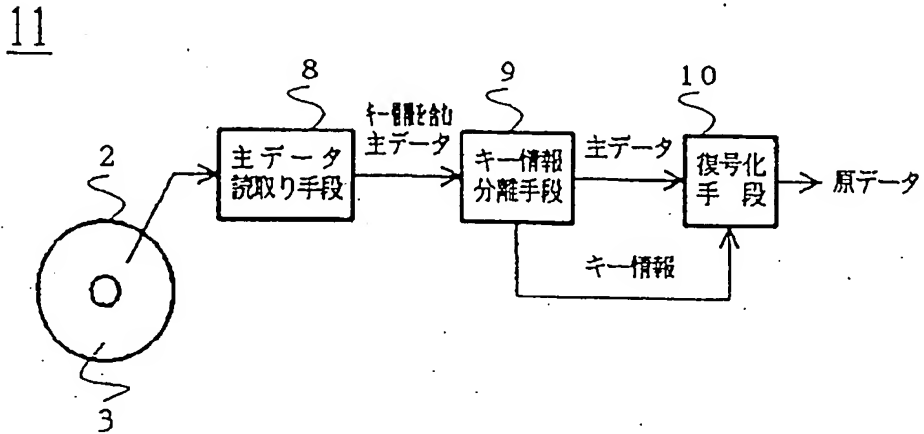 11
8
9
10
キー情報を含む
主データ
主データ
読取り手段
キー情報
分離手段
主データ
復号化
手段
原データ
キー情報
2
3